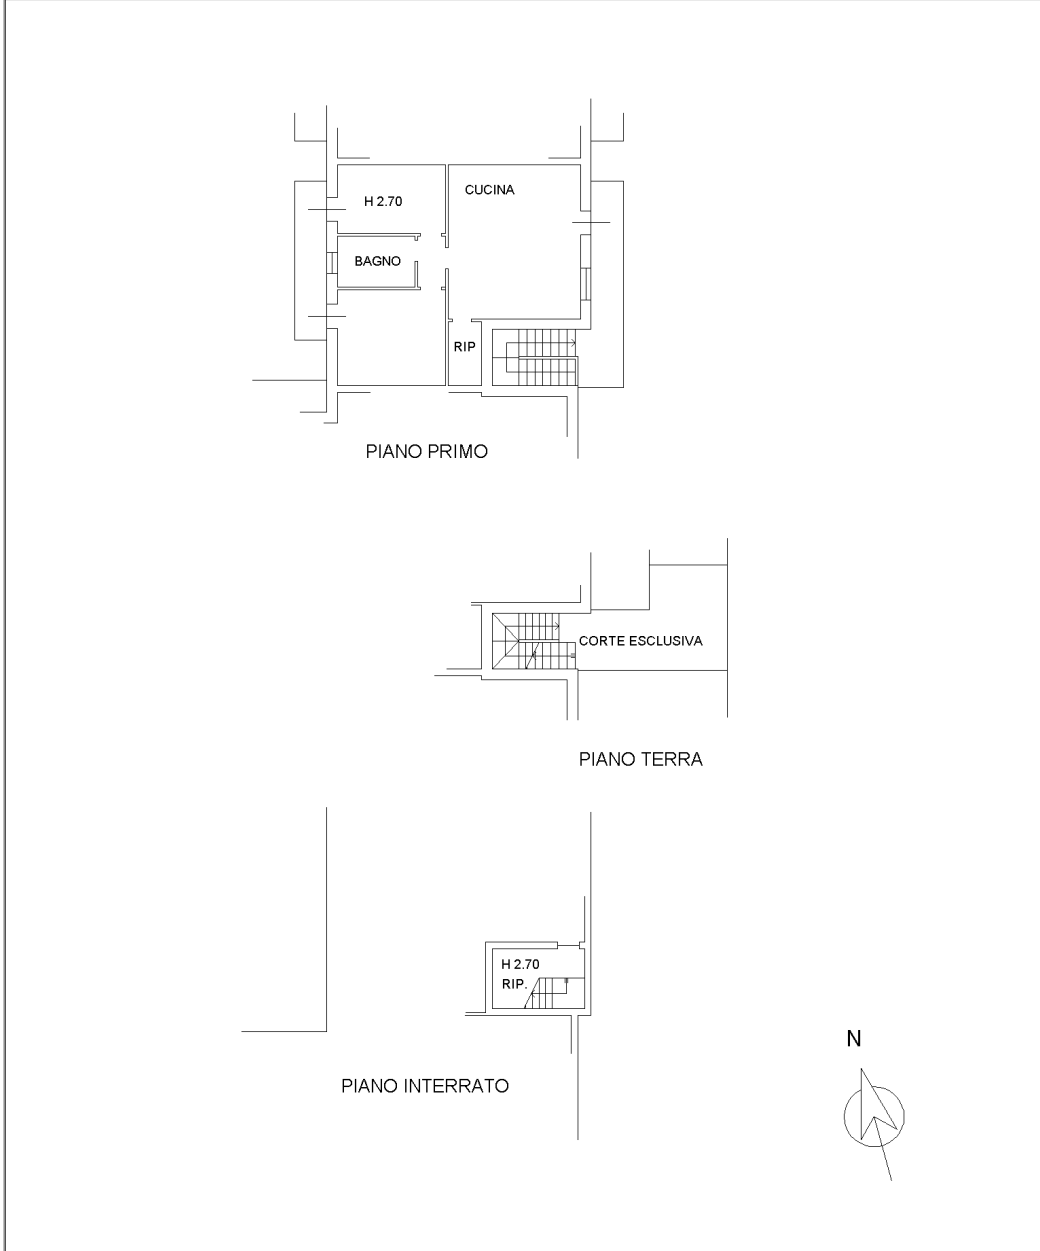 CUCINA
H 2.70
BAGNO
RIP
PIANO PRIMO
CORTE ESCLUSIVA
PIANO TERRA
H 2.70
RIP.
N
PIANO INTERRATO